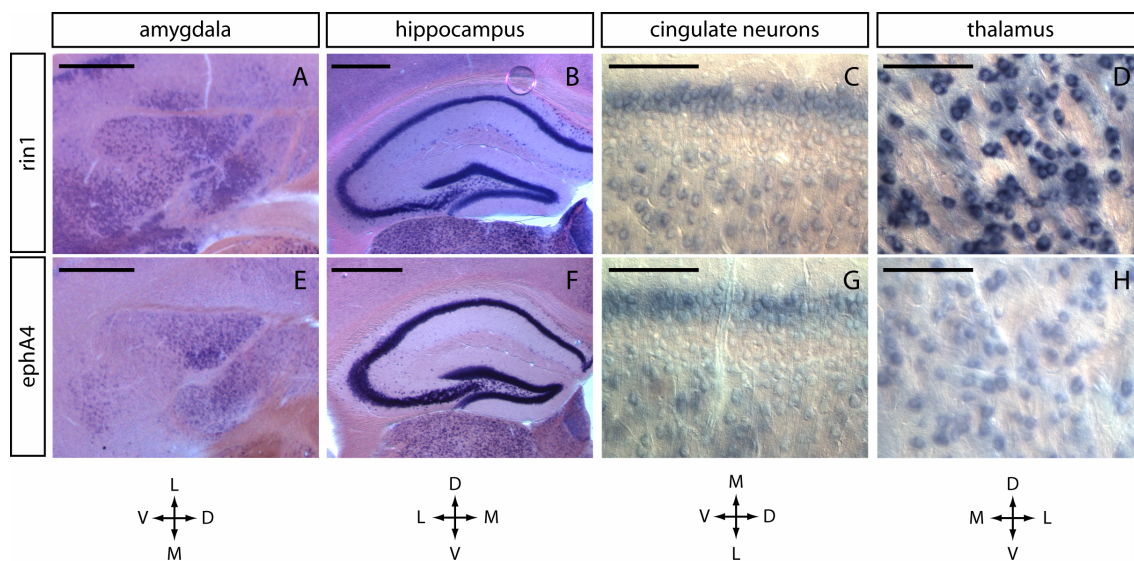 amygdala hippocampus cingulate neurons thalamus
rin1 A B C D
ephA4 E F G H
L D M D
V D L M V D M L
M V L V